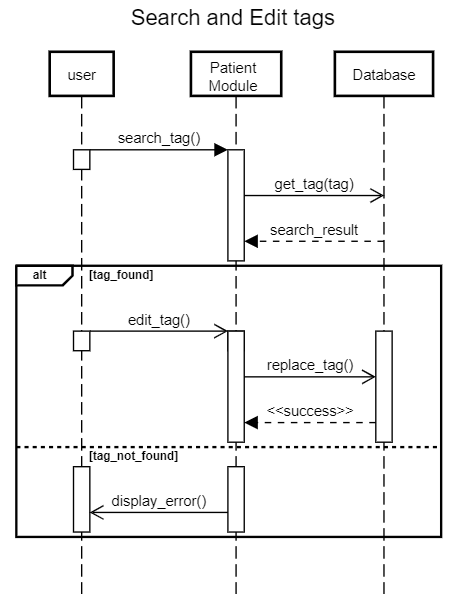 Search and Edit tags
user
Patient
Module
Database
search_tag()
get_tag(tag)
search_result
alt
[tag_found]
edit_tag()
replace_tag()
<<success>>
[tag_not_found]
display_error()